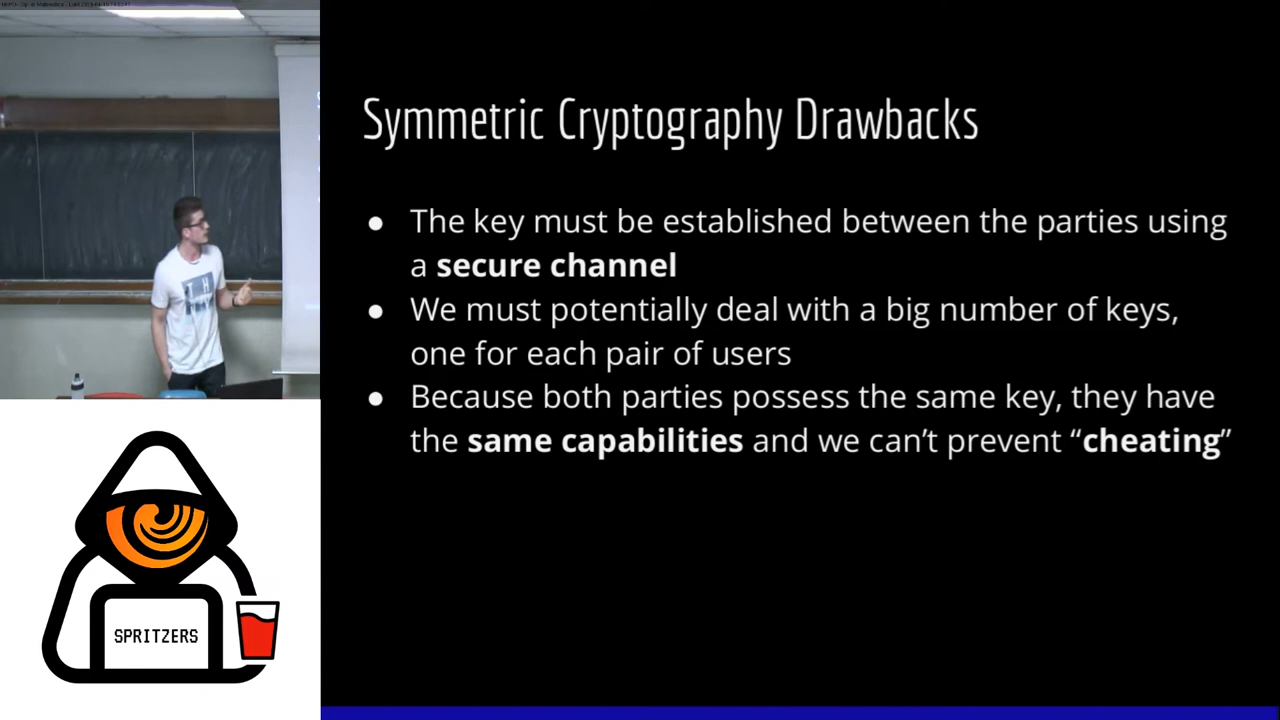 Symmetric Cryptography Drawbacks
● The key must be established between the parties using
a secure channel
● We must potentially deal with a big number of keys,
one for each pair of users
● Because both parties possess the same key, they have
the same capabilities and we can’t prevent “cheating”
SPRITZERS